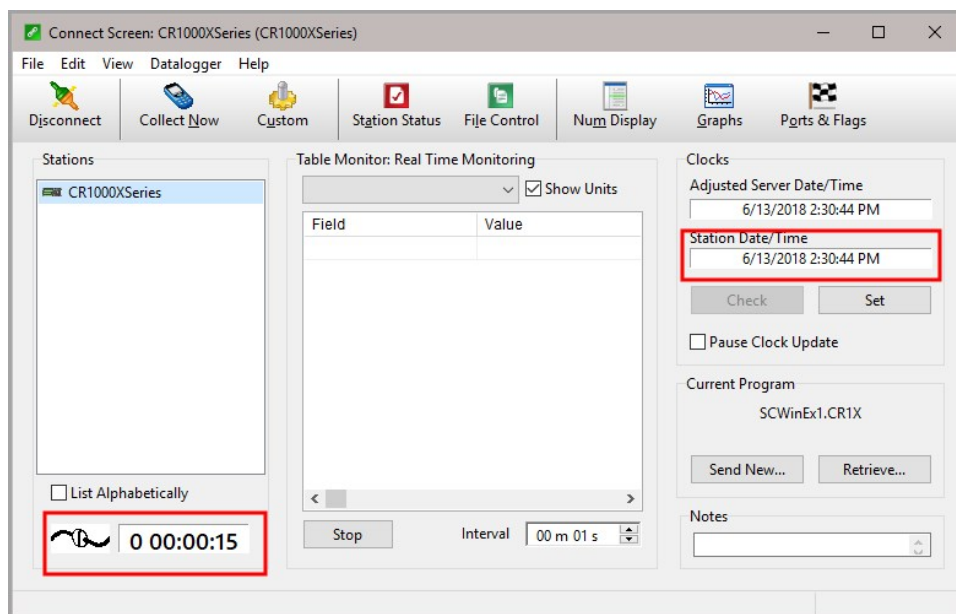 Connect Screen: CR1000XSeries (CR1000XSeries)
File Edit View Datalogger Help
Disconnect Collect Now Custom Station Status File Control Num Display Graphs Ports & Flags
Stations
CR1000XSeries
List Alphabetically
0 00:00:15
Table Monitor: Real Time Monitoring
Show Units
Field Value
Stop Interval 00 m 01 s
Clocks
Adjusted Server Date/Time
6/13/2018 2:30:44 PM
Station Date/Time
6/13/2018 2:30:44 PM
Check Set
Pause Clock Update
Current Program
SCWinEx1.CR1X
Send New... Retrieve...
Notes